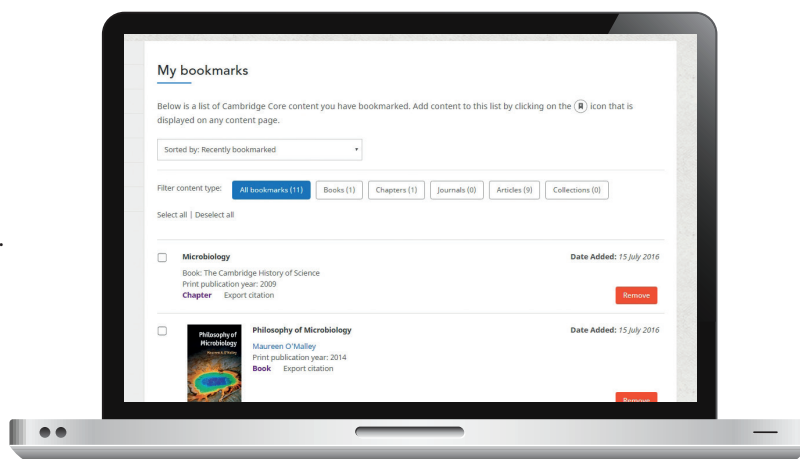 My bookmarks
Below is a list of Cambridge Core content you have bookmarked. Add content to this list by clicking on the icon that is
displayed on any content page.
Sorted by: Recently bookmarked
Filter content type: All bookmarks (11) Books (1) Chapters (1) Journals (0) Articles (9) Collections (0)
Select all | Deselect all
Microbiology Date Added: 15 July 2016
Book: The Cambridge History of Science
Print publication year: 2009
Chapter Export citation
Remove
Philosophy of Microbiology Date Added: 15 July 2016
Maureen O'Malley
Print publication year: 2014
Book Export citation
Remove
Philosophy of
Microbiology
Maureen A. O'Malley